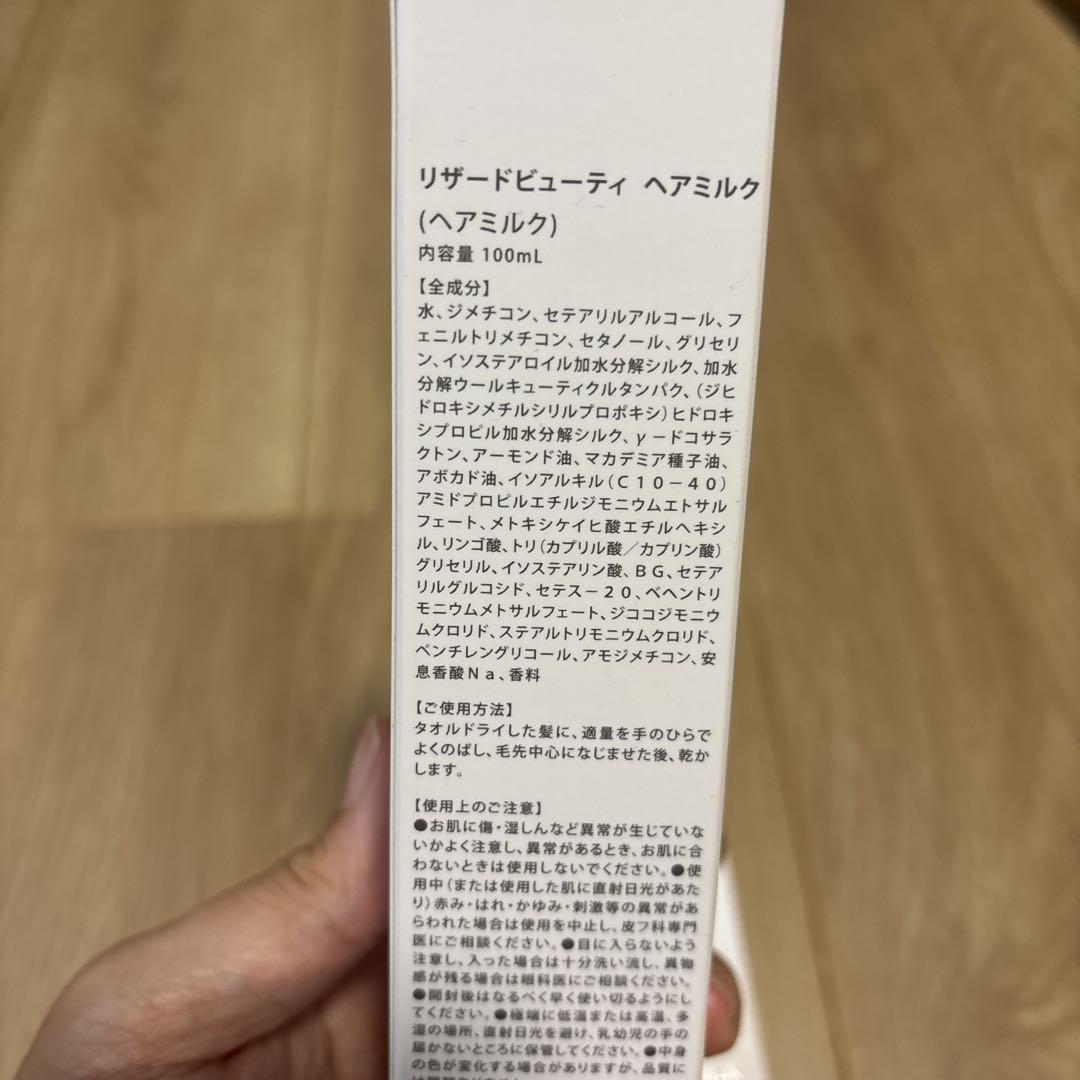 リザードビューティ ヘアミルク
(ヘアミルク)
内容量 100mL
【全成分】
水、ジメチコン、セテアリルアルコール、フ
ェニルトリメチコン、セタノール、グリセリ
ン、イソステアロイル加水分解シルク、加水
分解ウールキューティクルタンパク、(ジヒ
ドロキシメチルシリルプロポキシ)ヒドロキ
シプロピル加水分解シルク、γードコサラ
クトン、アーモンド油、マカデミア種子油、
アボカド油、イソアルキル(C10-40)
アミドプロピルエチルジモニウムエトサル
フェート、メトキシケイヒ酸エチルヘキシ
ル、リンゴ酸、トリ(カプリル酸/カプリン酸)
グリセリル、イソステアリン酸、BG、セテア
リルグルコシド、セテス-20、ベヘントリ
モニウムメトサルフェート、ジココジモニウ
ムクロリド、ステアルトリモニウムクロリド、
ペンチレングリコール、アモジメチコン、安
息香酸Na、香料
【ご使用方法】
タオルドライした髪に、適量を手のひらで
よくのばし、毛先中心になじませた後、乾か
します。
【使用上のご注意】
●お肌に傷・湿しんなど異常が生じていな
いかよく注意し、異常があるとき、お肌に合
わないときは使用しないでください。●使
用中(または使用した肌に直射日光があた
り)赤み・はれ・かゆみ・刺激等の異常があ
らわれた場合は使用を中止し、皮フ科専門
医にご相談ください。●目に入らないよう
注意し、入った場合は十分洗い流し、異物
感が残る場合は眼科医にご相談ください。
●開封後はなるべく早く使い切るようにし
てください。●極端に低温または高温、多
湿の場所、直射日光を避け、乳幼児の手の
届かないところに保管してください。●中身
の色が変化する場合がありますが、品質に